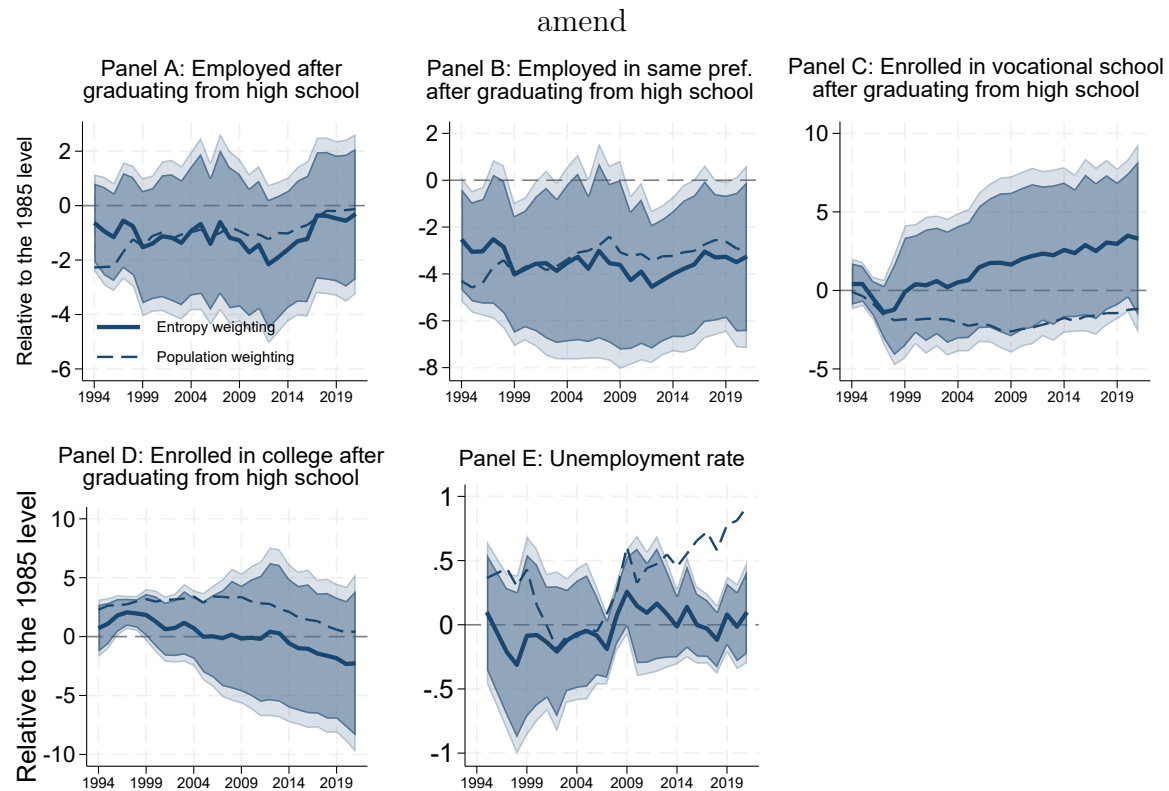 amend
Panel A: Employed after
graduating from high school
Relative to the 1985 level
2
0
-2
-4
-6
Entropy weighting
Population weighting
1994 1999 2004 2009 2014 2019
Panel B: Employed in same pref.
after graduating from high school
2
0
-2
-4
-6
-8
1994 1999 2004 2009 2014 2019
Panel C: Enrolled in vocational school
after graduating from high school
10
5
0
-5
1994 1999 2004 2009 2014 2019
Panel D: Enrolled in college after
graduating from high school
Relative to the 1985 level
10
5
0
-5
-10
1994 1999 2004 2009 2014 2019
Panel E: Unemployment rate
1
.5
0
-.5
-1
1994 1999 2004 2009 2014 2019